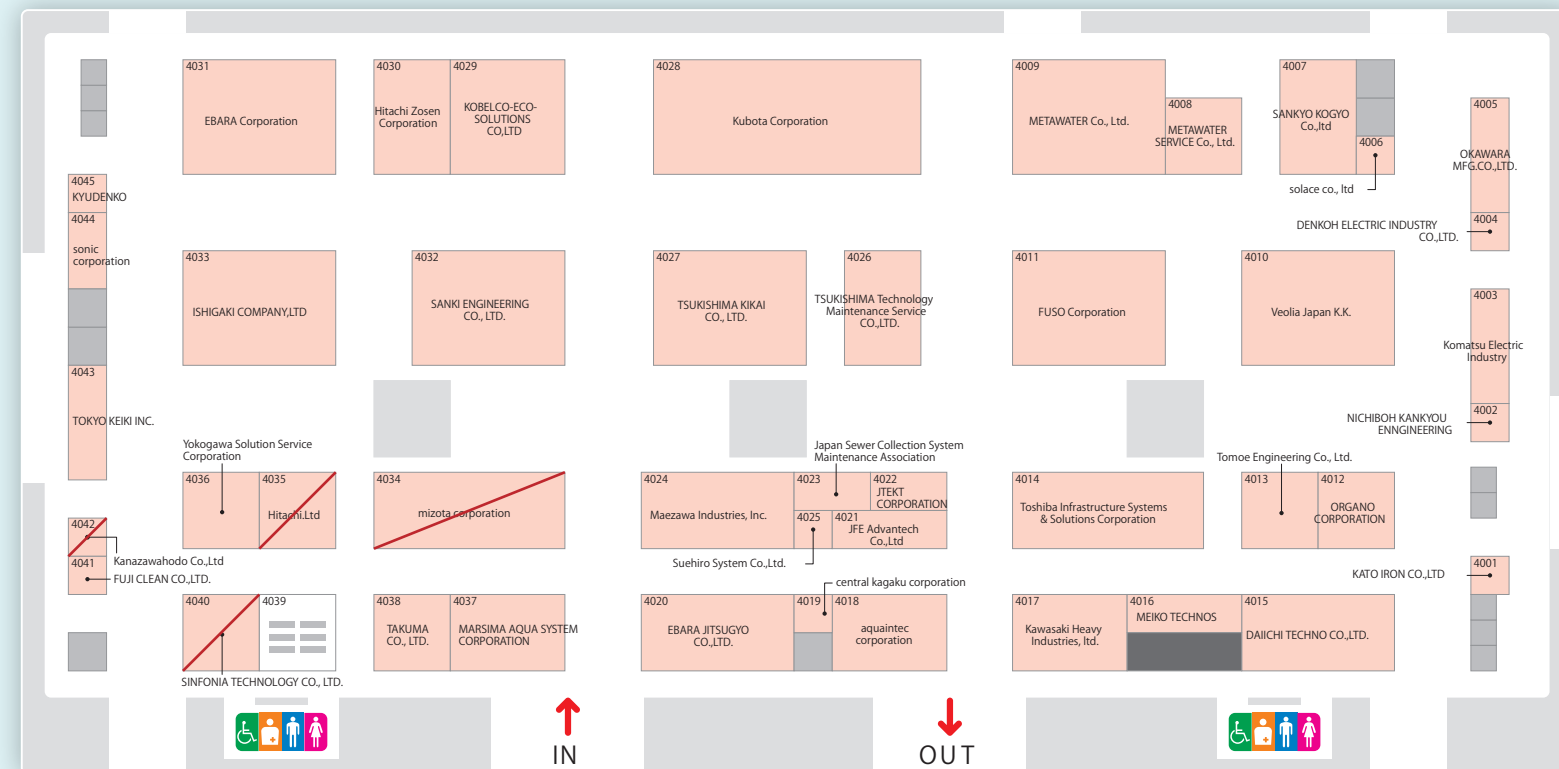 4031
EBARA Corporation
4030
Hitachi Zosen
Corporation
4029
KOBELCO-ECO-
SOLUTIONS
CO,LTD
4028
Kubota Corporation
4009
METAWATER Co., Ltd.
4008
METAWATER
SERVICE Co., Ltd.
4007
SANKYO KOGYO
Co.,ltd
4006
solace co., ltd
4005
OKAWARA
MFG.CO.,LTD.
4004
DENKOH ELECTRIC INDUSTRY
CO.,LTD.
4045
KYUDENKO
4044
sonic
corporation
4033
ISHIGAKI COMPANY,LTD
4032
SANKI ENGINEERING
CO., LTD.
4027
TSUKISHIMA KIKAI
CO., LTD.
4026
TSUKISHIMA Technology
Maintenance Service
CO.,LTD.
4011
FUSO Corporation
4010
Veolia Japan K.K.
4003
Komatsu Electric
Industry
4002
NICHIBOH KANKYOU
ENNGINEERING
4043
TOKYO KEIKI INC.
Yokogawa Solution Service
Corporation
4036
4035
Hitachi.Ltd
4034
mizota corporation
4024
Maezawa Industries, Inc.
Japan Sewer Collection System
Maintenance Association
4023
4022
JTEKT
CORPORATION
4025
4021
JFE Advantech
Co.,Ltd
Suehiro System Co.,Ltd.
4014
Toshiba Infrastructure Systems
& Solutions Corporation
Tomoe Engineering Co., Ltd.
4013
4012
ORGANO
CORPORATION
4042
Kanazawahodo Co.,Ltd
4041
FUJI CLEAN CO.,LTD.
4001
KATO IRON CO.,LTD
4040
SINFONIA TECHNOLOGY CO., LTD.
4039
4038
TAKUMA
CO., LTD.
4037
MARSIMA AQUA SYSTEM
CORPORATION
4020
EBARA JITSUGYO
CO.,LTD.
central kagaku corporation
4019
4018
aquaintec
corporation
4017
Kawasaki Heavy
Industries, ltd.
4016
MEIKO TECHNOS
4015
DAIICHI TECHNO CO.,LTD.
IN
OUT